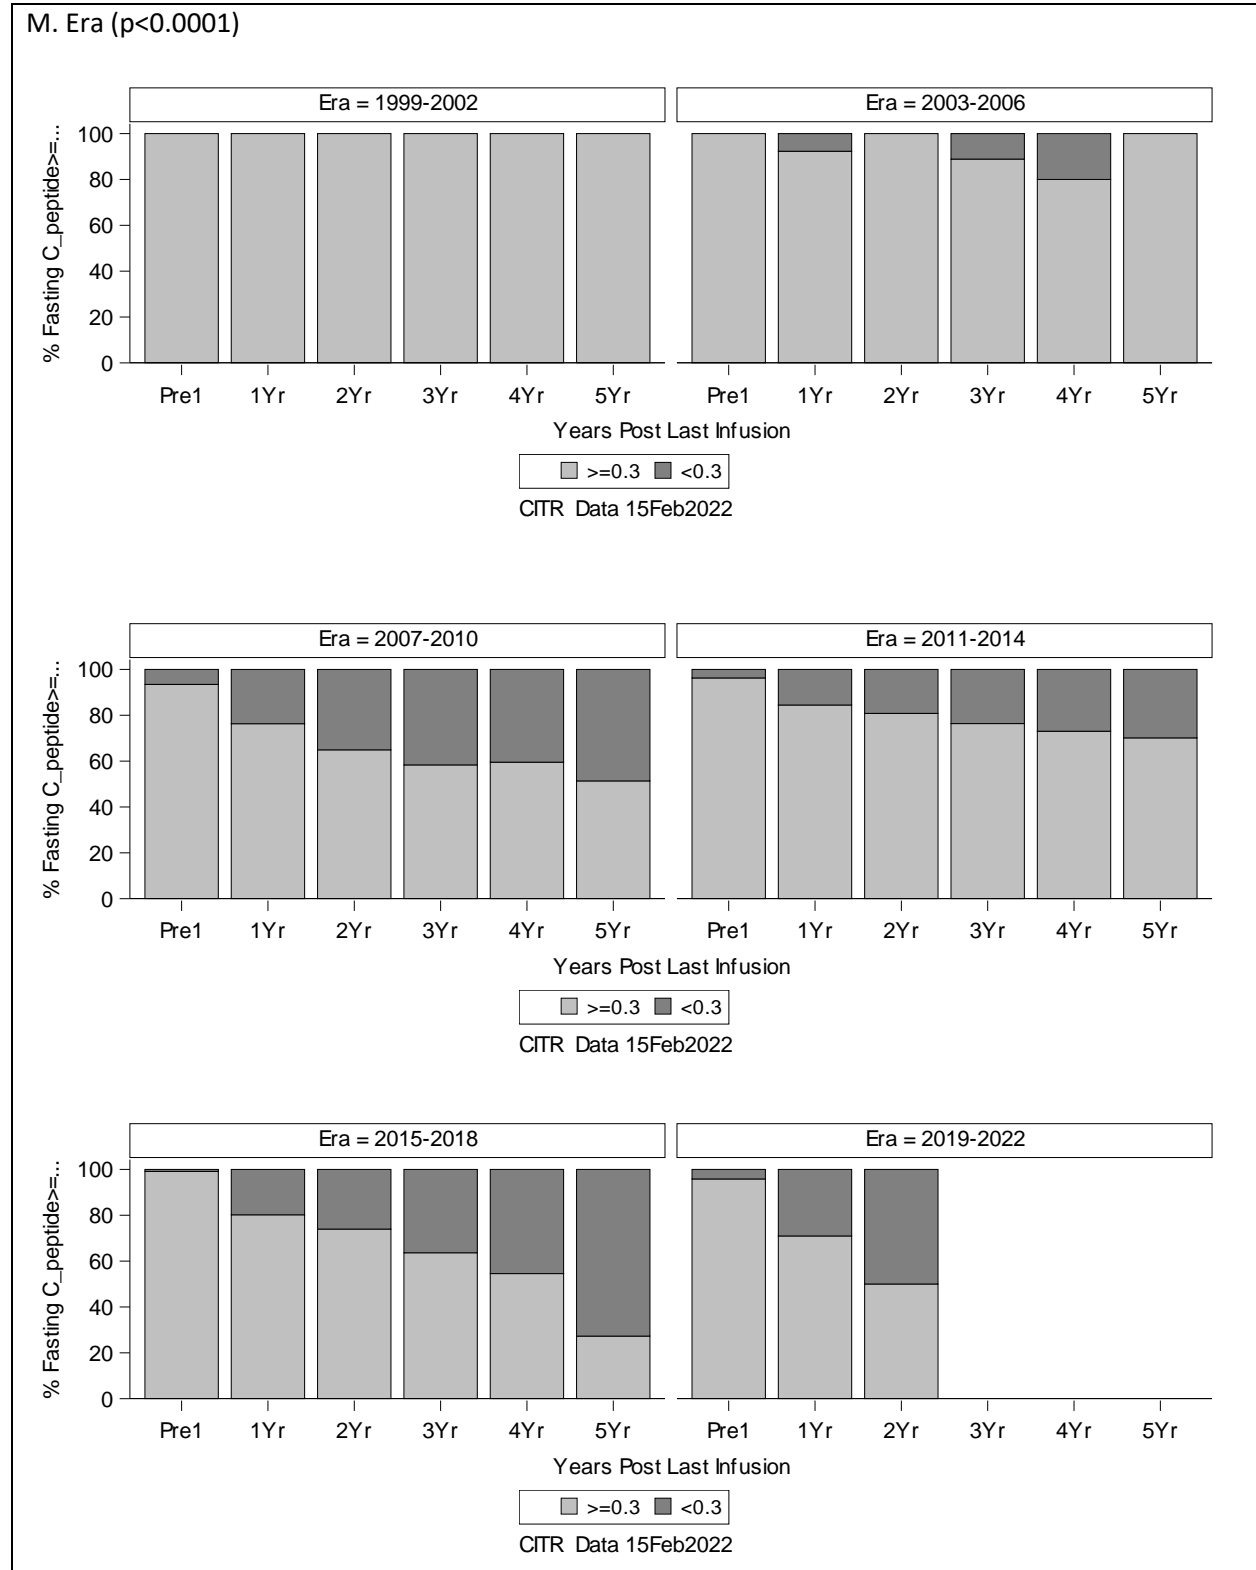 M. Era (p<0.0001)
Era = 1999-2002
Era = 2003-2006
% Fasting C_peptide>=...
100
80
60
40
20
0
Pre1 1Yr 2Yr 3Yr 4Yr 5Yr
Pre1 1Yr 2Yr 3Yr 4Yr 5Yr
Years Post Last Infusion
>=0.3 <0.3
CITR Data 15Feb2022
Era = 2007-2010
Era = 2011-2014
% Fasting C_peptide>=...
100
80
60
40
20
0
Pre1 1Yr 2Yr 3Yr 4Yr 5Yr
Pre1 1Yr 2Yr 3Yr 4Yr 5Yr
Years Post Last Infusion
>=0.3 <0.3
CITR Data 15Feb2022
Era = 2015-2018
Era = 2019-2022
% Fasting C_peptide>=...
100
80
60
40
20
0
Pre1 1Yr 2Yr 3Yr 4Yr 5Yr
Pre1 1Yr 2Yr 3Yr 4Yr 5Yr
Years Post Last Infusion
>=0.3 <0.3
CITR Data 15Feb2022